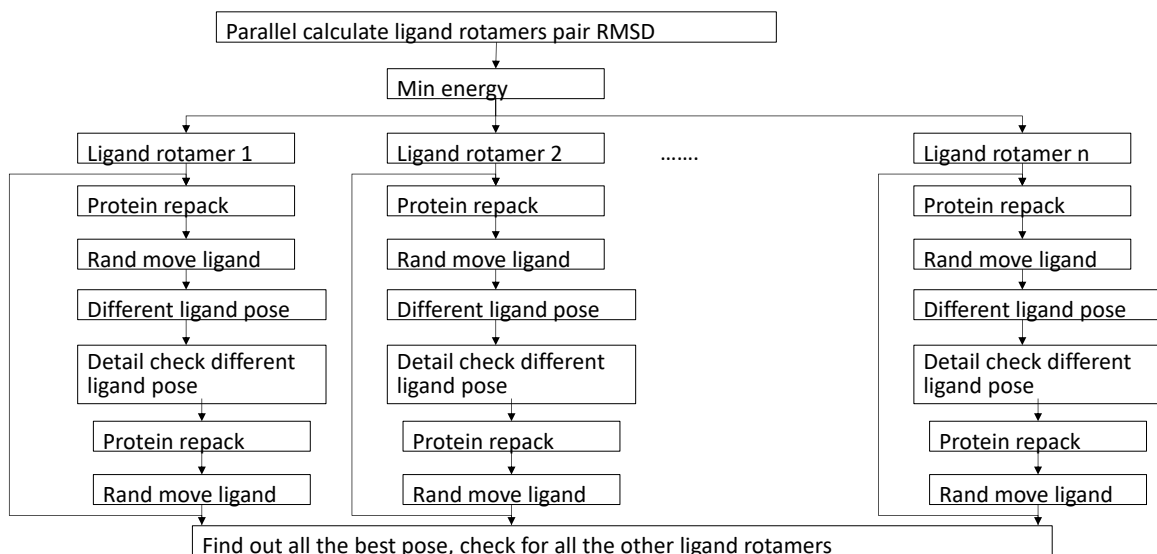 Parallel calculate ligand rotamers pair RMSD
Min energy
Ligand rotamer 1
Ligand rotamer 2
.......
Ligand rotamer n
Protein repack
Protein repack
Protein repack
Rand move ligand
Rand move ligand
Rand move ligand
Different ligand pose
Different ligand pose
Different ligand pose
Detail check different
ligand pose
Detail check different
ligand pose
Detail check different
ligand pose
Protein repack
Protein repack
Protein repack
Rand move ligand
Rand move ligand
Rand move ligand
Find out all the best pose, check for all the other ligand rotamers